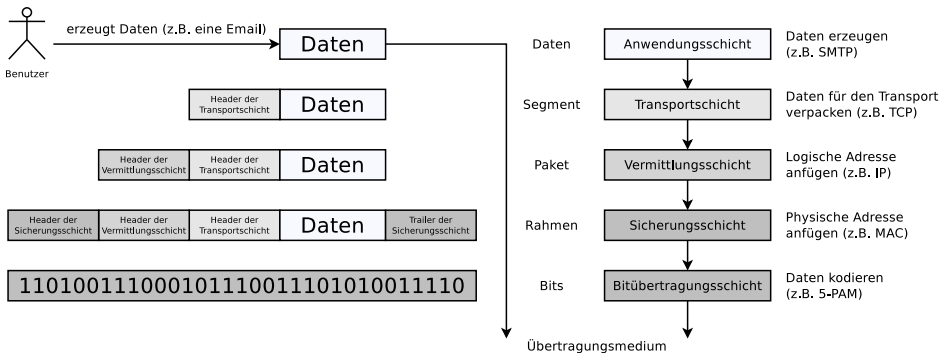 erzeugt Daten (z.B. eine Email)
Benutzer
Daten
Daten
Anwendungsschicht
Daten erzeugen
(z.B. SMTP)
Header der
Transportschicht
Daten
Segment
Transportschicht
Daten für den Transport
verpacken (z.B. TCP)
Header der
Vermittlungsschicht
Header der
Transportschicht
Daten
Paket
Vermittlungsschicht
Logische Adresse
anfügen (z.B. IP)
Header der
Sicherungsschicht
Header der
Vermittlungsschicht
Header der
Transportschicht
Daten
Trailer der
Sicherungsschicht
Rahmen
Sicherungsschicht
Physische Adresse
anfügen (z.B. MAC)
11010011100010111001110101001111​0
Bits
Bitübertragungsschicht
Daten kodieren
(z.B. 5-PAM)
Übertragungsmedium